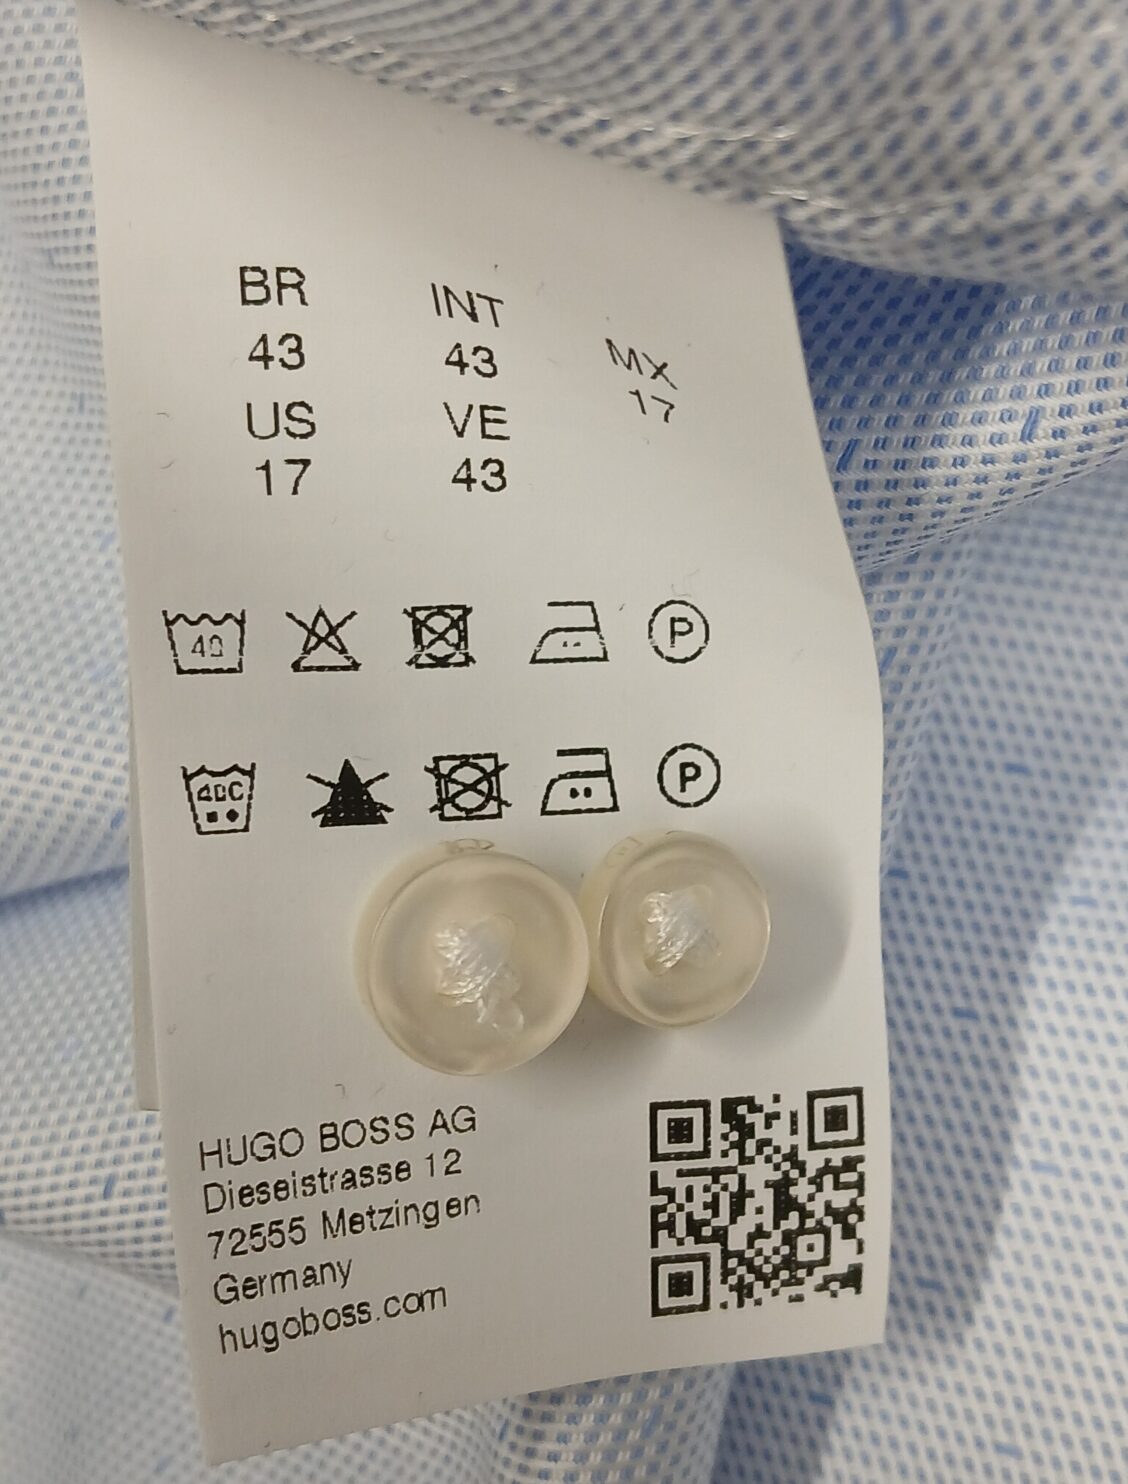 BR INT MX
43 43 17
US VE
17 43
40 P
40C P
HUGO BOSS AG
Dieselstrasse 12
72555 Metzingen
Germany
hugoboss.com